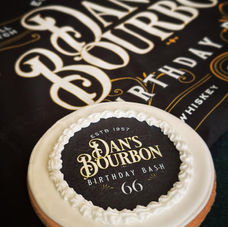 DAN'S
BOURBON
BIRTHDAY
WHISKEY
ESTD 1957
DAN'S
BOURBON
BIRTHDAY BASH
66